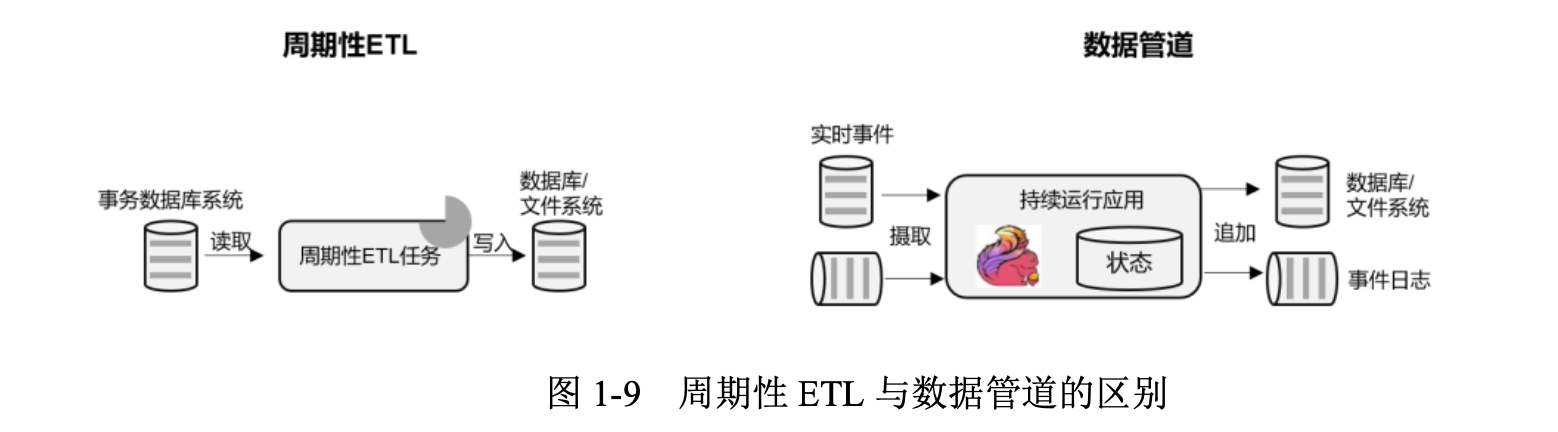 周期性ETL
事务数据库系统
读取
周期性ETL任务
写入
数据库/
文件系统
数据管道
实时事件
摄取
持续运行应用
状态
追加
数据库/
文件系统
事件日志
图 1-9 周期性 ETL 与数据管道的区别